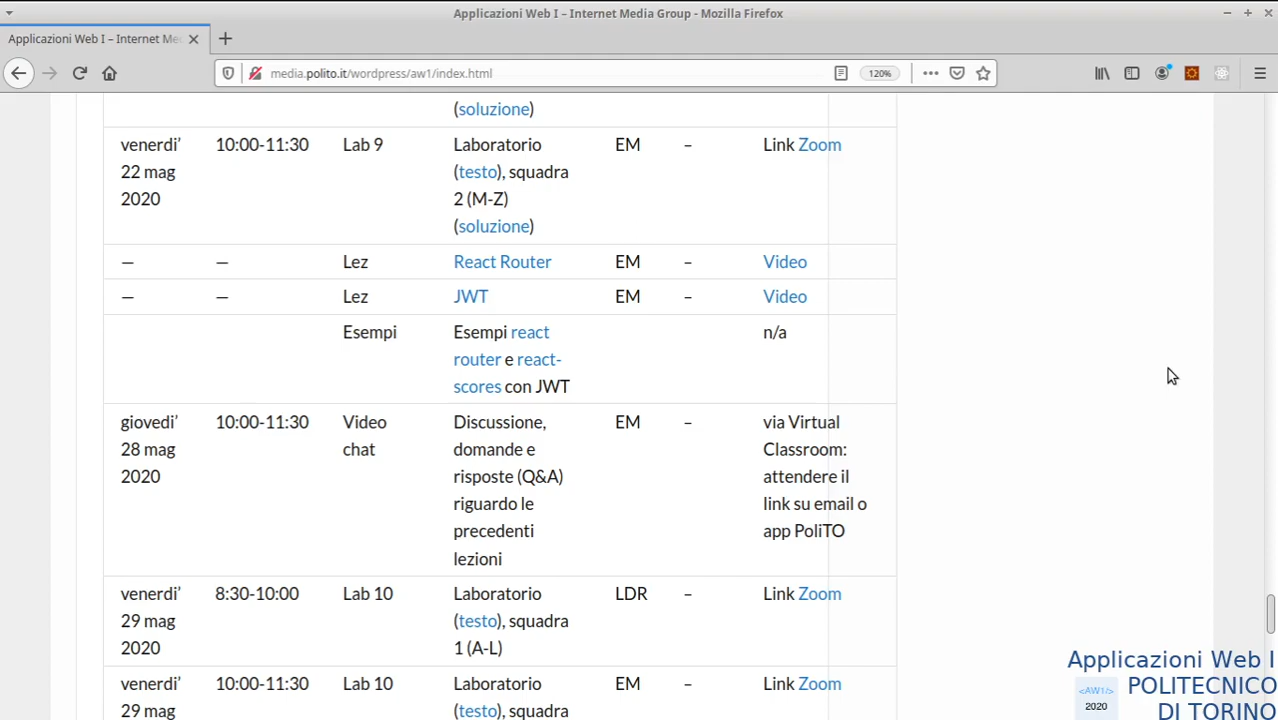 Applicazioni Web I – Internet Media Group - Mozilla Firefox
Applicazioni Web I – Internet Me
media.polito.it/wordpress/aw1/index.html 120%
(soluzione)
venerdi’ 10:00-11:30 Lab 9 Laboratorio EM – Link Zoom
22 mag (testo), squadra
2020 2 (M-Z)
(soluzione)
— — Lez React Router EM – Video
— — Lez JWT EM – Video
Esempi Esempi react n/a
router e react-
scores con JWT
giovedi’ 10:00-11:30 Video Discussione, EM – via Virtual
28 mag chat domande e Classroom:
2020 risposte (Q&A) attendere il
riguardo le link su email o
precedenti app PoliTO
lezioni
venerdi’ 8:30-10:00 Lab 10 Laboratorio LDR – Link Zoom
29 mag (testo), squadra
2020 1 (A-L)
venerdi’ 10:00-11:30 Lab 10 Laboratorio EM – Link Zoom
29 mag (testo), squadra
Applicazioni Web I
<AW1/> POLITECNICO
2020 DI TORINO